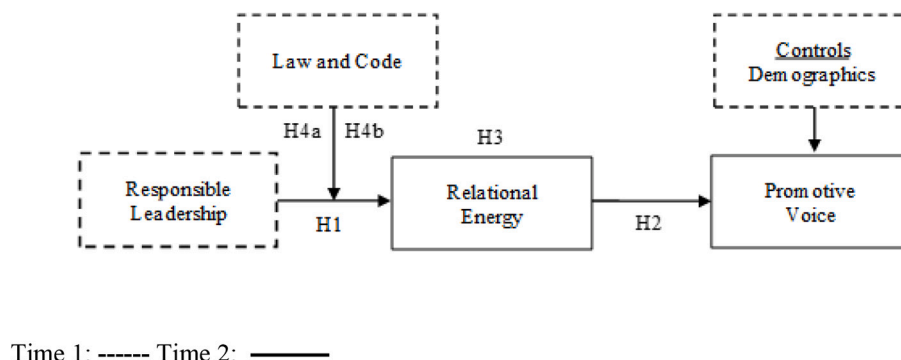 Law and Code
Controls
Demographics
H4a
H4b
H3
Responsible
Leadership
H1
Relational
Energy
H2
Promotive
Voice
Time 1: ------ Time 2: